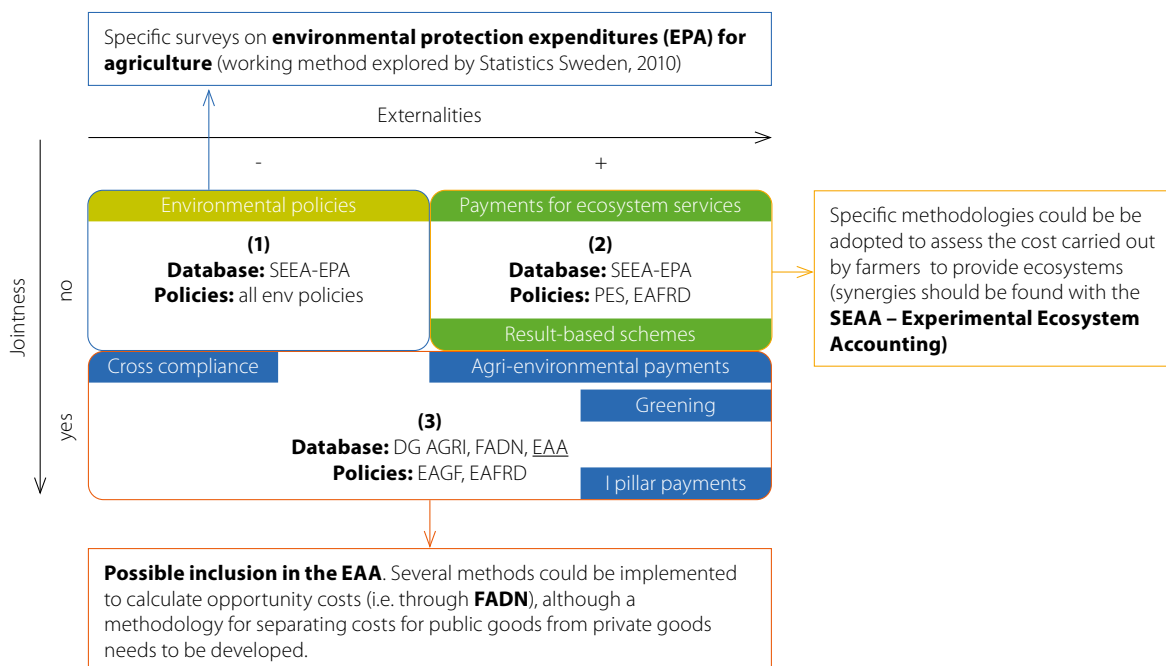 Specific surveys on environmental protection expenditures (EPA) for
agriculture (working method explored by Statistics Sweden, 2010)
Externalities
-
+
Jointness
no
yes
Environmental policies
(1)
Database: SEEA-EPA
Policies: all env policies
Payments for ecosystem services
(2)
Database: SEEA-EPA
Policies: PES, EAFRD
Result-based schemes
Specific methodologies could be be
adopted to assess the cost carried out
by farmers to provide ecosystems
(synergies should be found with the
SEAA – Experimental Ecosystem
Accounting)
Cross compliance
Agri-environmental payments
Greening
(3)
Database: DG AGRI, FADN, EAA
Policies: EAGF, EAFRD
I pillar payments
Possible inclusion in the EAA. Several methods could be implemented
to calculate opportunity costs (i.e. through FADN), although a
methodology for separating costs for public goods from private goods
needs to be developed.